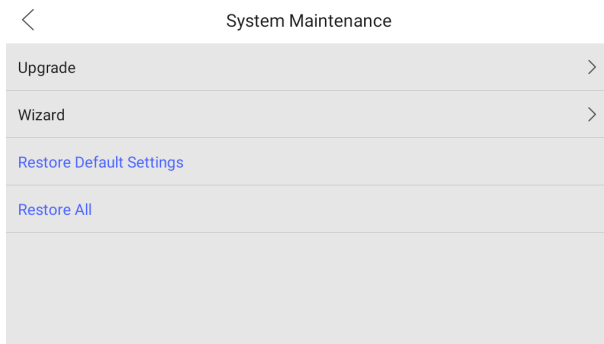 System Maintenance
Upgrade
Wizard
Restore Default Settings
Restore All